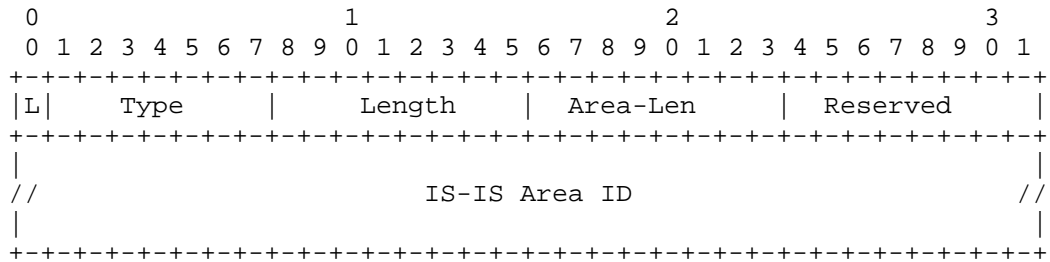 0                   1                   2                   3
 0 1 2 3 4 5 6 7 8 9 0 1 2 3 4 5 6 7 8 9 0 1 2 3 4 5 6 7 8 9 0 1
+-+-+-+-+-+-+-+-+-+-+-+-+-+-+-+-+-+-+-+-+-+-+-+-+-+-+-+-+-+-+-+-+
|L|    Type     |     Length    |  Area-Len     |  Reserved     |
+-+-+-+-+-+-+-+-+-+-+-+-+-+-+-+-+-+-+-+-+-+-+-+-+-+-+-+-+-+-+-+-+
|                                                               |
//                        IS-IS Area ID                        //
|                                                               |
+-+-+-+-+-+-+-+-+-+-+-+-+-+-+-+-+-+-+-+-+-+-+-+-+-+-+-+-+-+-+-+-+